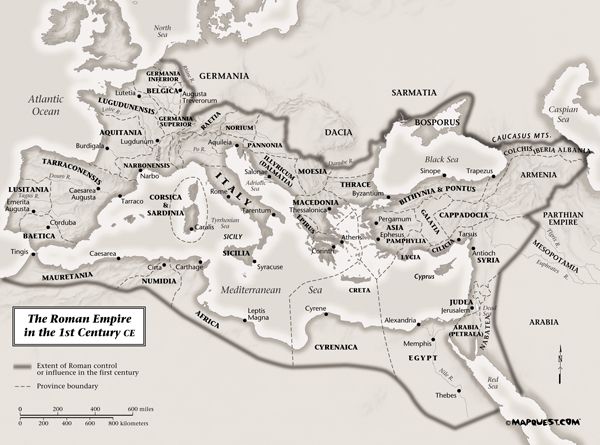 North
Sea
GERMANIA
INFERIOR
GERMANIA
BELGICA
Lutetia
Augusta
Treverorum
SARMATIA
Atlantic
Ocean
LUGDUNENSIS
Loire R.
GERMANIA
SUPERIOR
RAETIA
NORIUM
DACIA
BOSPORUS
Caspian
Sea
CAUCASUS MTS.
AQUITANIA
Lugdunum
Burdigala
Aquileia
PANNONIA
Po R.
COLCHIS
IBERIA
ALBANIA
NARBONENSIS
Narbo
ILLYRICUM
(DALMATIA)
Salonae
MOESIA
Danube R.
Black Sea
Sinope
Trapezus
ARMENIA
TARRACONENSIS
Douro R.
LUSITANIA
Tagus R.
Caesarea
Augusta
Emerita
Augusta
Tarraco
CORSICA
&
SARDINIA
ITALY
Rome
Adriatic
Sea
THRACE
Byzantium
BITHYNIA & PONTUS
MACEDONIA
Thessalonica
Tarentum
EPIRUS
Corduba
BAETICA
Caralis
Tyrrhenian
Sea
SICILY
Pergamum
ASIA
Ephesus
GALATIA
CAPPADOCIA
PARTHIAN
EMPIRE
Athens
Corinth
PAMPHYLIA
CILICIA
Tarsus
Tigris R.
MESOPOTAMIA
Euphrates R.
Tingis
Caesarea
Cirta
Carthage
SICILIA
Syracuse
LYCIA
Antioch
SYRIA
MAURETANIA
NUMIDIA
Mediterranean
Sea
CRETA
Cyprus
Leptis
Magna
Cyrene
Alexandria
JUDEA
Jerusalem
Dead
ARABIA
(PETRAEA)
NABATEA
ARABIA
AFRICA
CYRENAICA
Memphis
EGYPT
Nile R.
Thebes
Red
Sea
The Roman Empire
in the 1st Century CE
Extent of Roman control
or influence in the first century
Province boundary
0 200 400 600 miles
0 200 400 600 800 kilometers
©MAPQUEST.COM